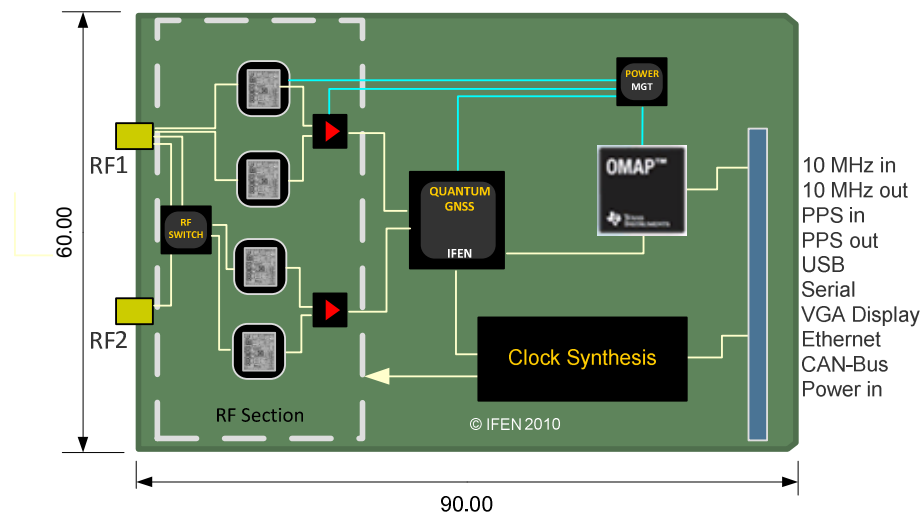 POWER
MGT
RF1
OMAP™
TEXAS
INSTRUMENTS
10 MHz in
10 MHz out
PPS in
PPS out
USB
Serial
VGA Display
Ethernet
CAN-Bus
Power in
QUANTUM
GNSS
IFEN
60.00
RF
SWITCH
RF2
Clock Synthesis
RF Section
© IFEN 2010
90.00